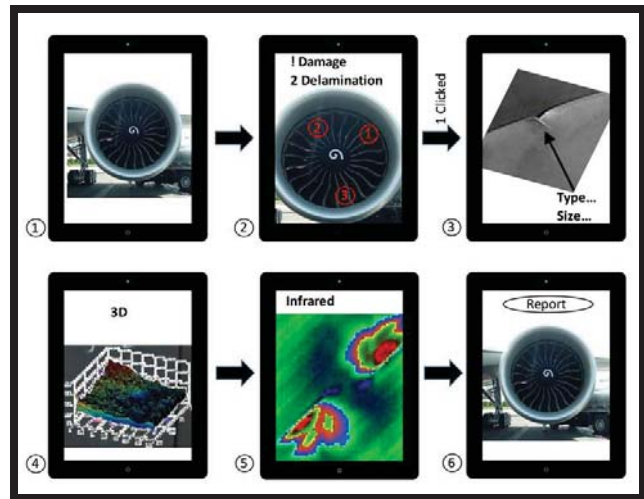 ①
! Damage
2 Delamination
②
①
③
②
1 Clicked
Type...
Size...
③
3D
④
Infrared
⑤
Report
⑥